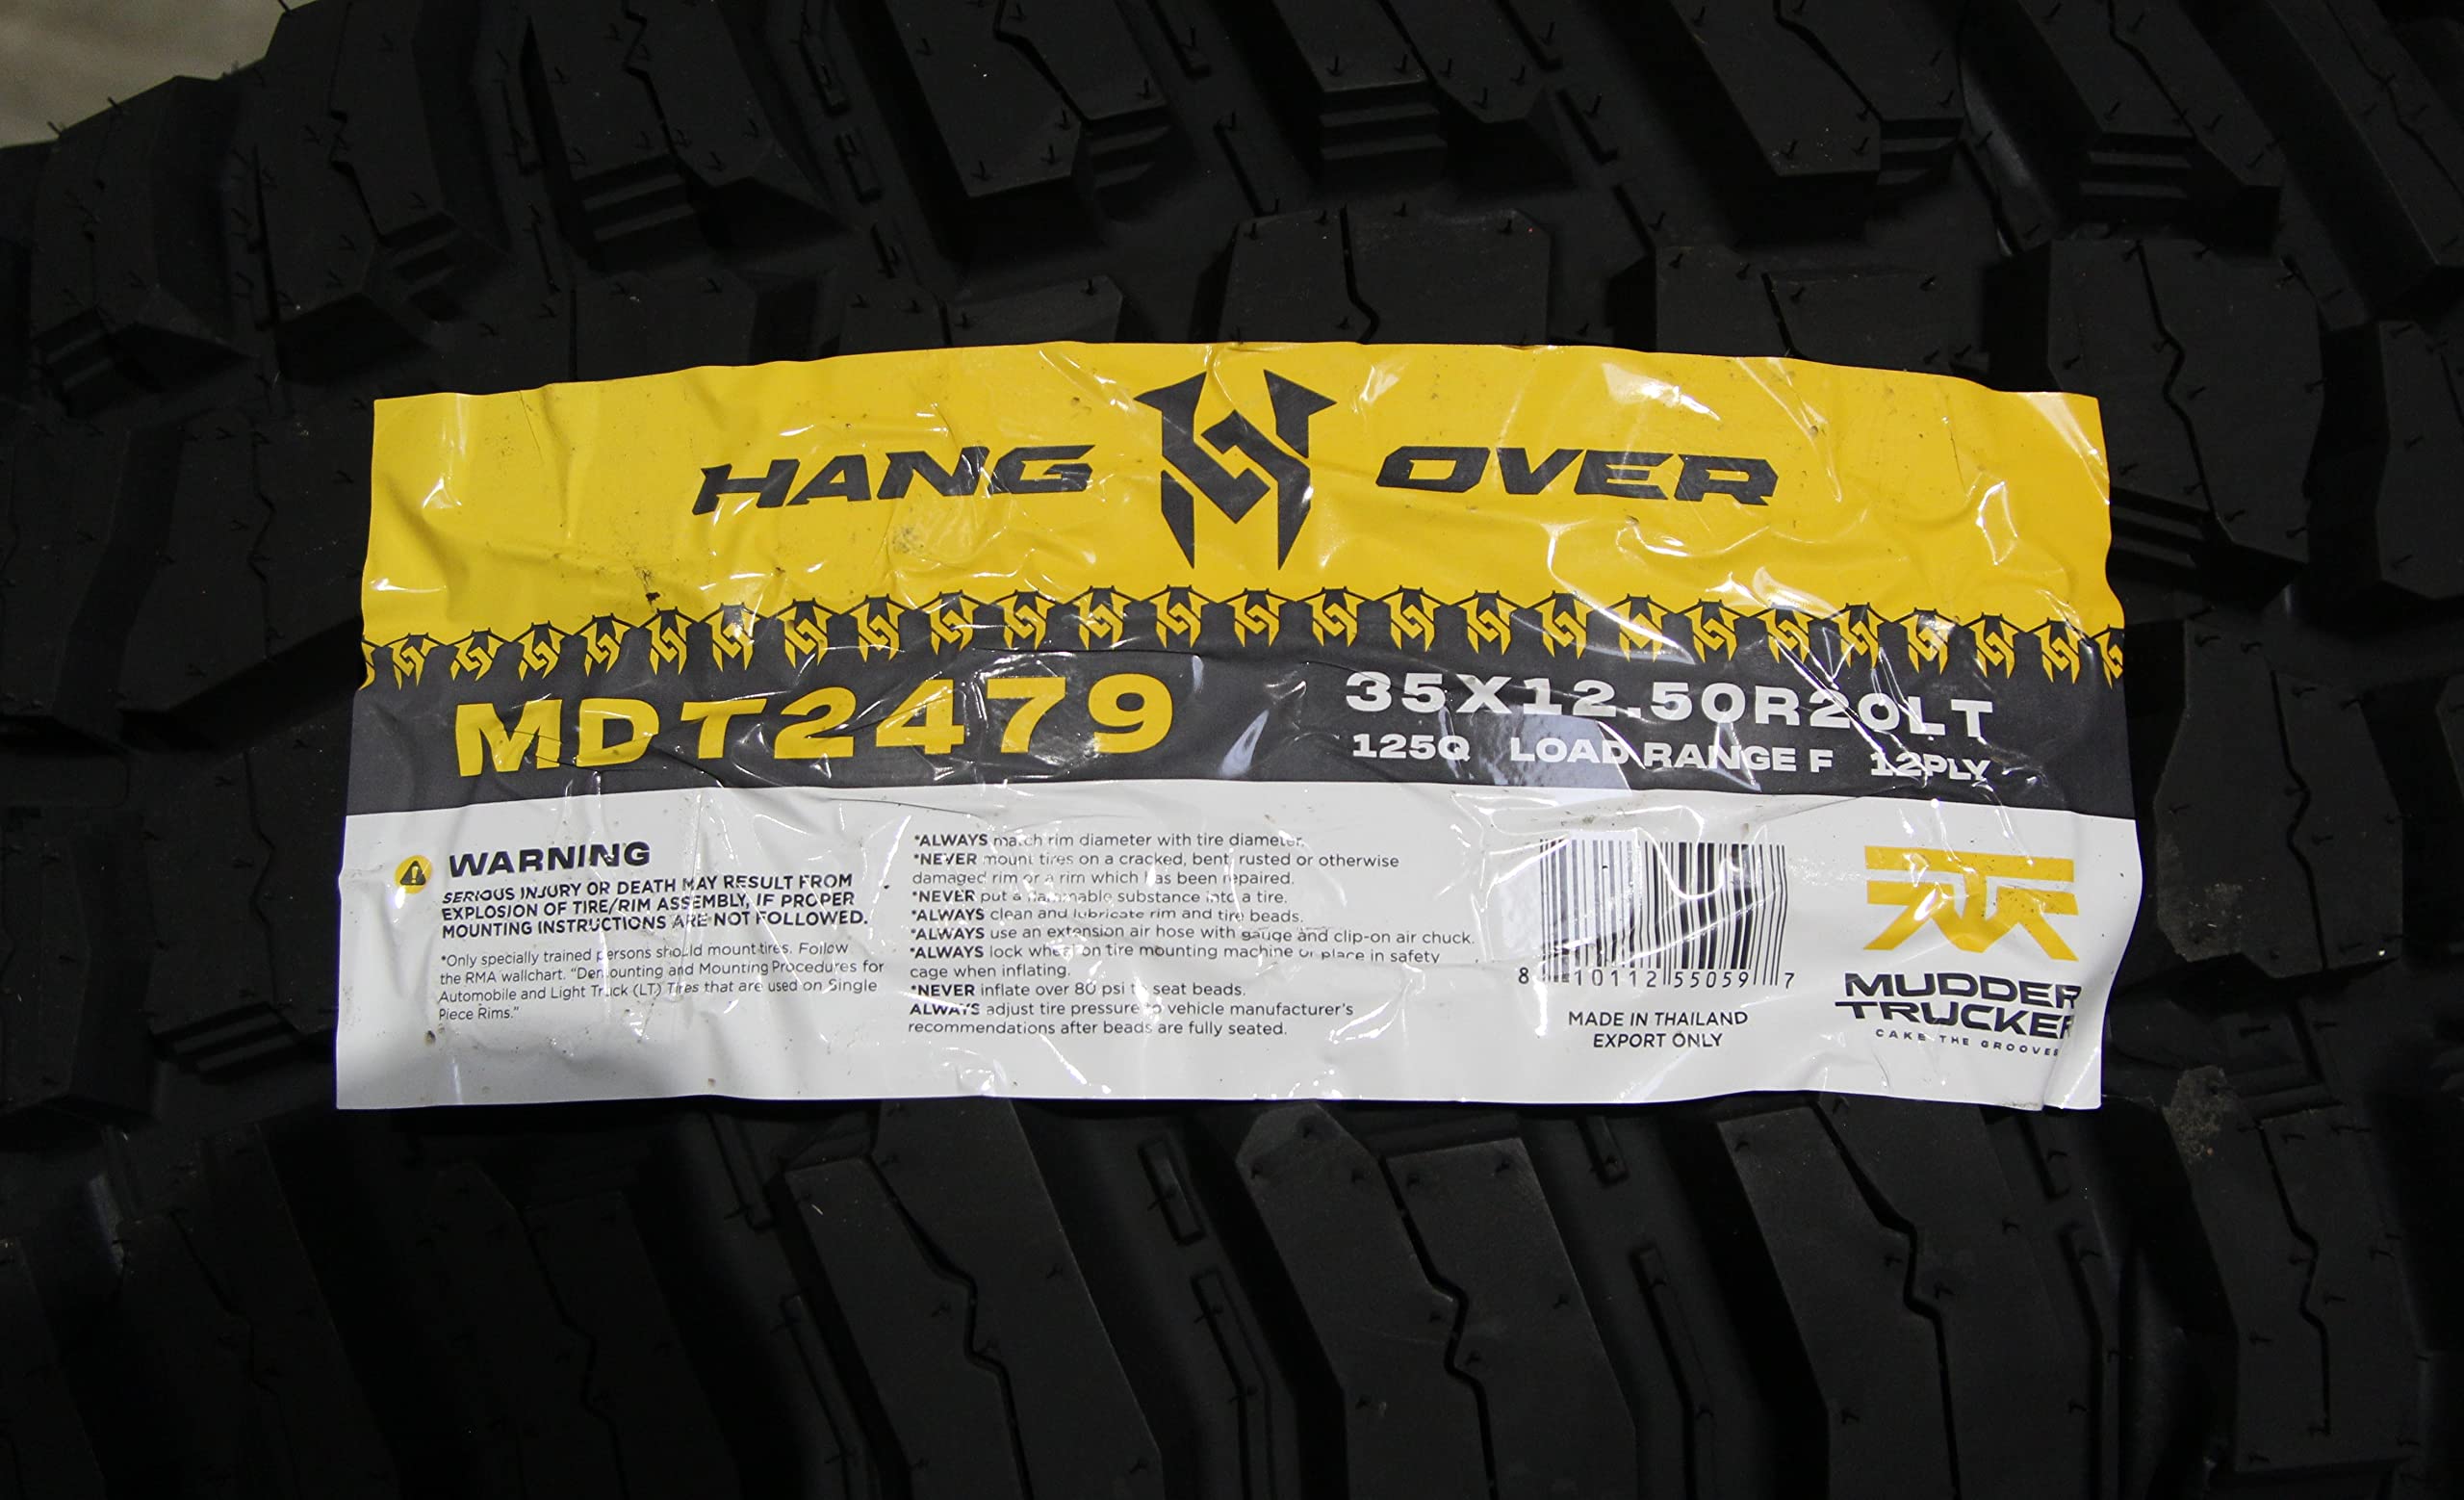 HANG OVER
MDT2479
35X12.50R20LT
125Q LOAD RANGE F 12PLY
WARNING
SERIOUS INJURY OR DEATH MAY RESULT FROM
EXPLOSION OF TIRE/RIM ASSEMBLY, IF PROPER
MOUNTING INSTRUCTIONS ARE NOT FOLLOWED.
*Only specially trained persons should mount tires. Follow
the RMA wallchart. "Demounting and Mounting Procedures for
Automobile and Light Truck (LT) Tires that are used on Single
Piece Rims."
*ALWAYS match rim diameter with tire diameter.
*NEVER mount tires on a cracked, bent, rusted or otherwise
damaged rim or a rim which has been repaired.
*NEVER put a flammable substance into a tire.
*ALWAYS clean and lubricate rim and tire beads.
*ALWAYS use an extension air hose with gauge and clip-on air chuck.
*ALWAYS lock wheel on tire mounting machine or place in safety
cage when inflating.
*NEVER inflate over 80 psi to seat beads.
ALWAYS adjust tire pressure to vehicle manufacturer's
recommendations after beads are fully seated.
8 10112 55059 7
MADE IN THAILAND
EXPORT ONLY
MUDDER
TRUCKER
CAKE THE GROOVES